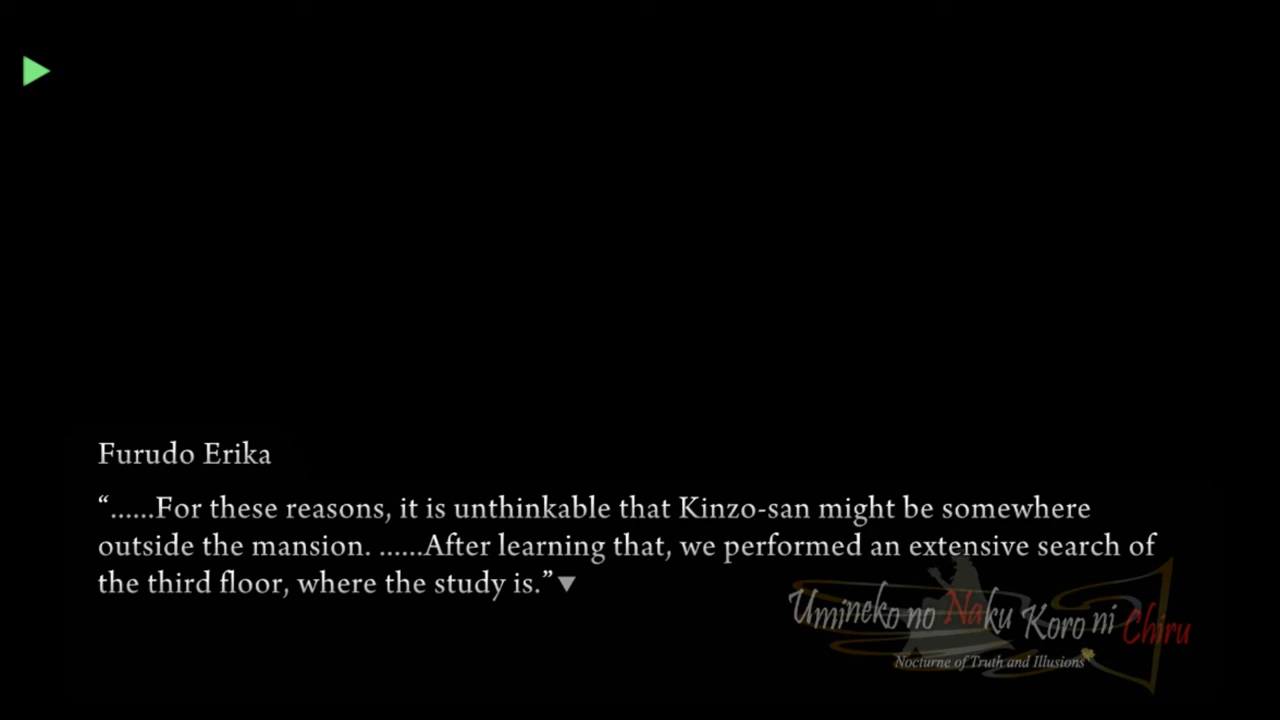 Furudo Erika
“......For these reasons, it is unthinkable that Kinzo-san might be somewhere
outside the mansion. ......After learning that, we performed an extensive search of
the third floor, where the study is.”
Umineko no Naku Koro ni Chiru
Nocturne of Truth and Illusions